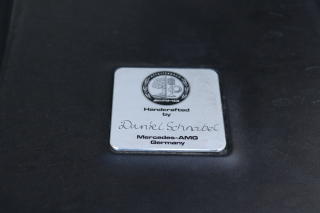 Handcrafted
by
Daniel Schnabel
Mercedes-AMG
Germany